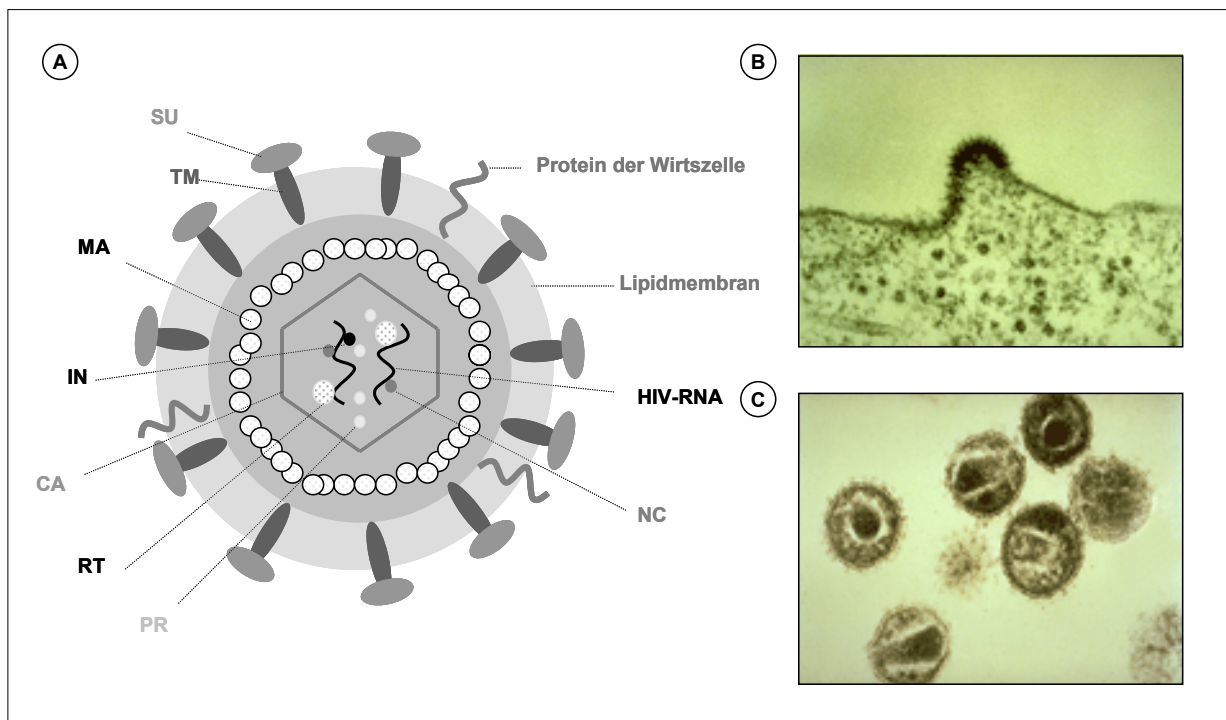 A
SU
TM
MA
IN
CA
RT
PR
Protein der Wirtszelle
Lipidmembran
HIV-RNA
NC
B
C